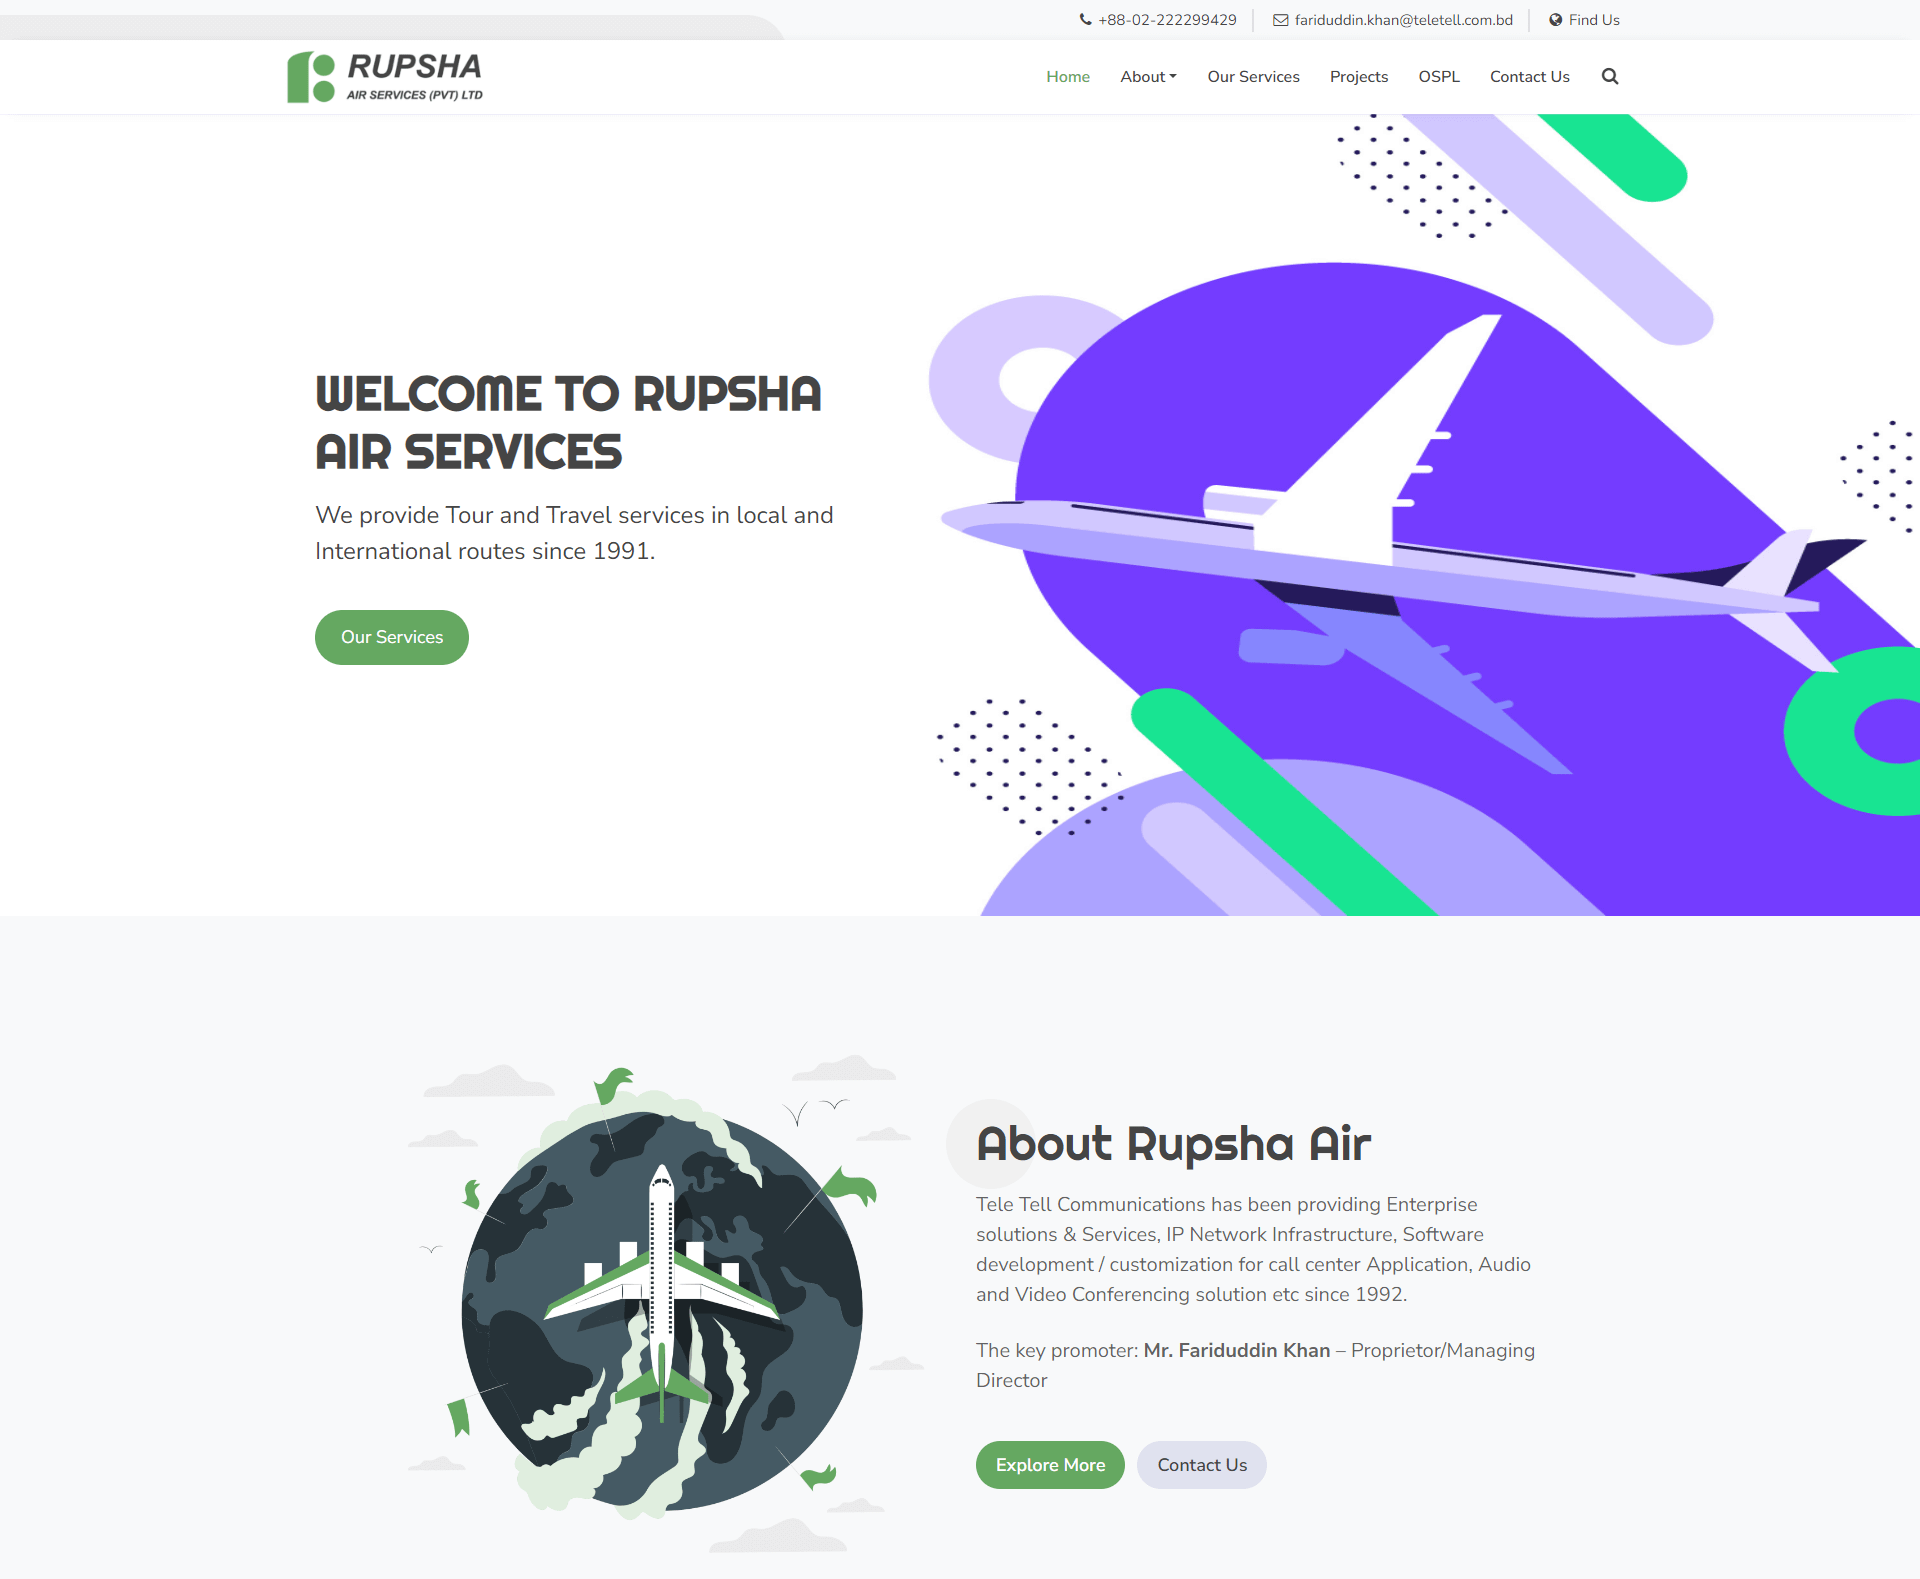 +88-02-222299429
fariduddin.khan@teletell.com.bd
Find Us
RUPSHA
AIR SERVICES (PVT) LTD
Home
About
Our Services
Projects
OSPL
Contact Us
WELCOME TO RUPSHA
AIR SERVICES
We provide Tour and Travel services in local and
International routes since 1991.
Our Services
About Rupsha Air
Tele Tell Communications has been providing Enterprise
solutions & Services, IP Network Infrastructure, Software
development / customization for call center Application, Audio
and Video Conferencing solution etc since 1992.
The key promoter: Mr. Fariduddin Khan – Proprietor/Managing
Director
Explore More
Contact Us